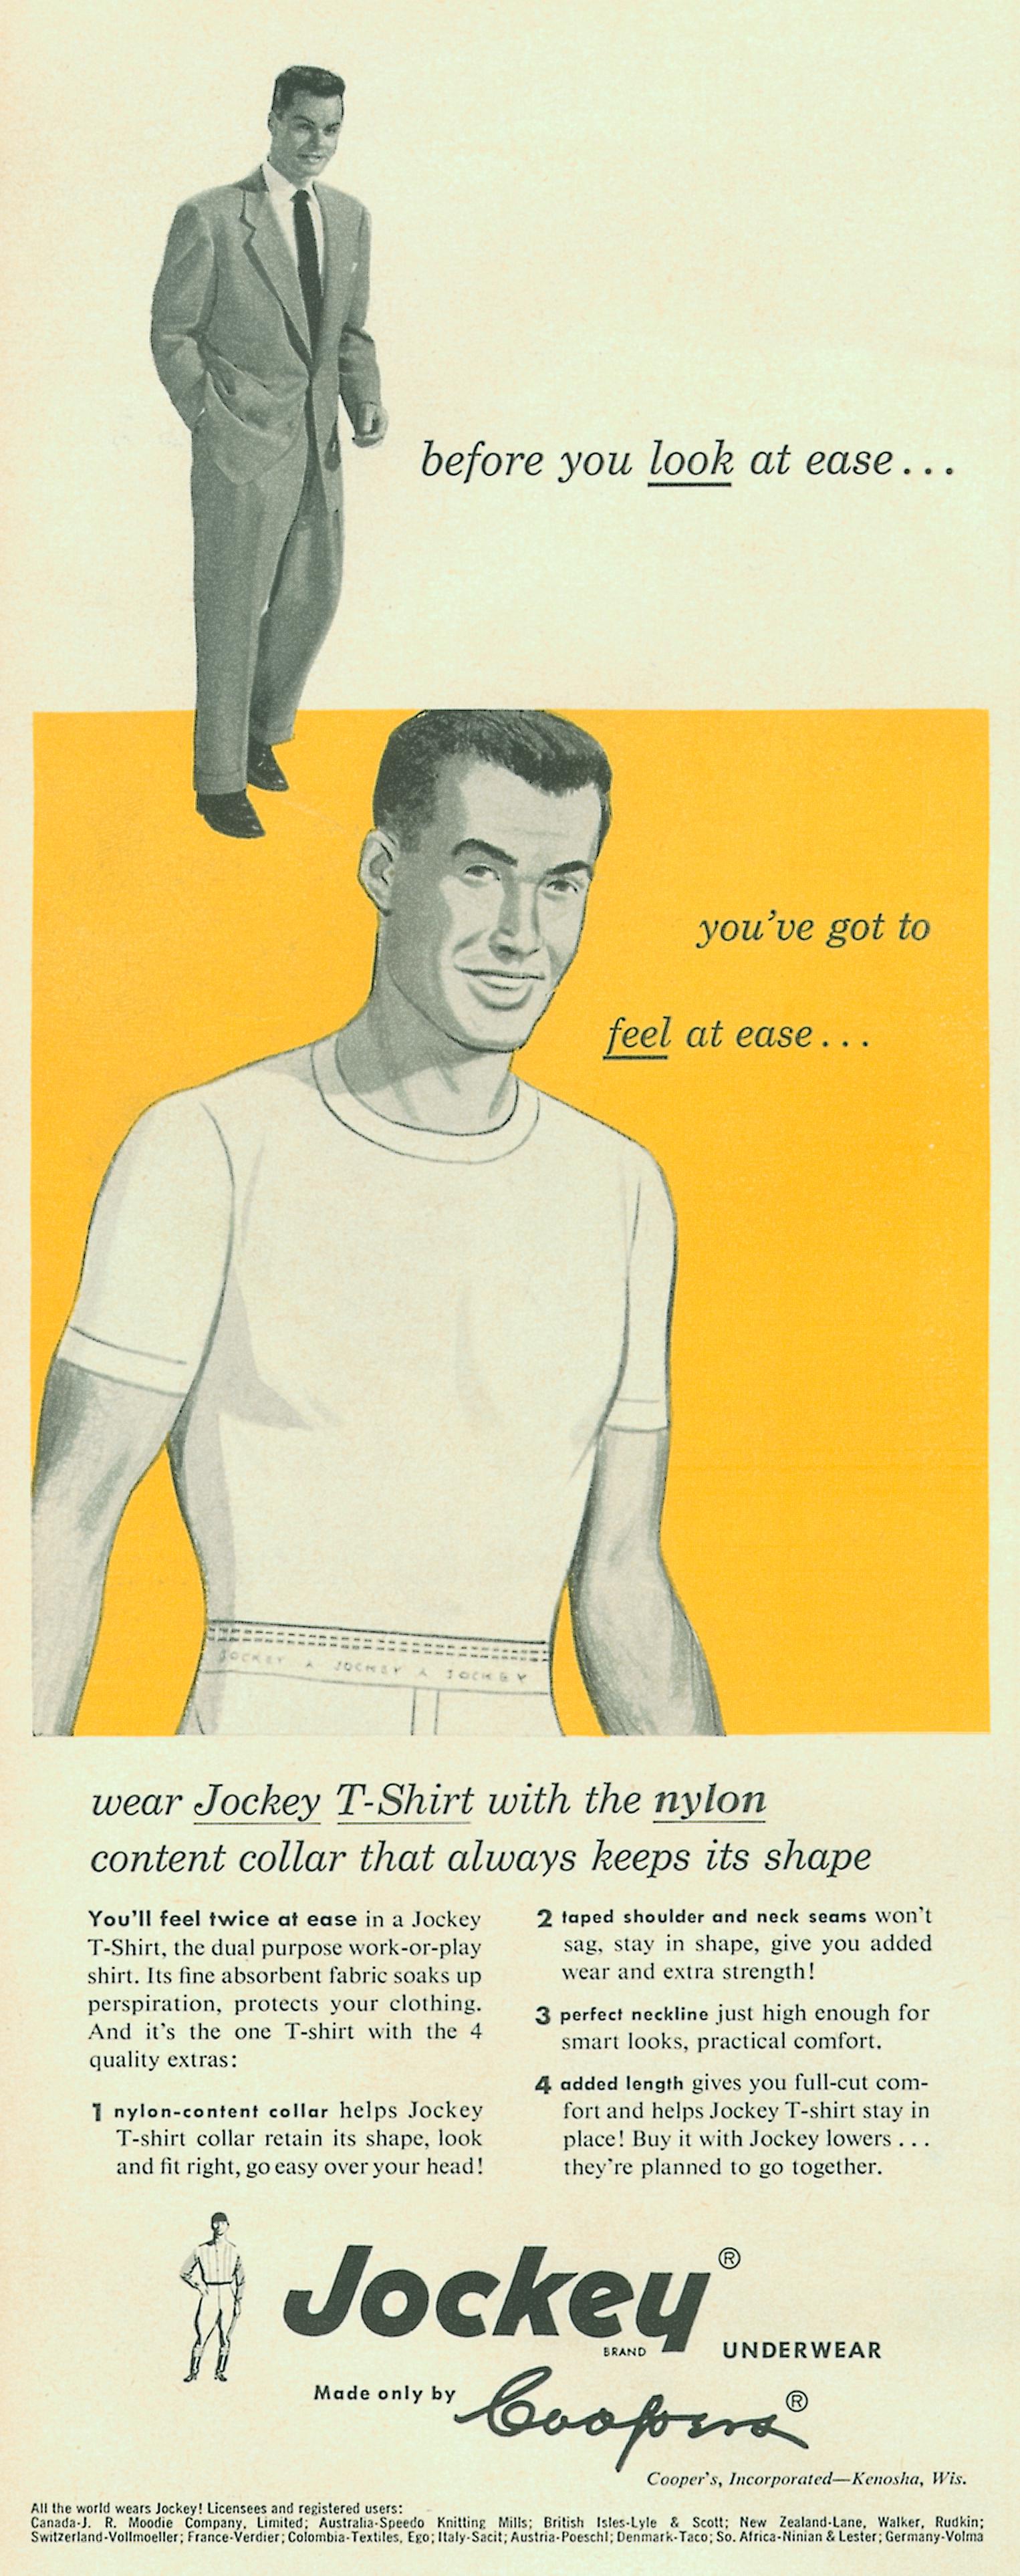 before you look at ease...
you've got to
feel at ease...
JOCKEY JOCKEY JOCKEY
wear Jockey T-Shirt with the nylon
content collar that always keeps its shape
You'll feel twice at ease in a Jockey
T-Shirt, the dual purpose work-or-play
shirt. Its fine absorbent fabric soaks up
perspiration, protects your clothing.
And it's the one T-shirt with the 4
quality extras:
1 nylon-content collar helps Jockey
T-shirt collar retain its shape, look
and fit right, go easy over your head!
2 taped shoulder and neck seams won't
sag, stay in shape, give you added
wear and extra strength!
3 perfect neckline just high enough for
smart looks, practical comfort.
4 added length gives you full-cut com-
fort and helps Jockey T-shirt stay in
place! Buy it with Jockey lowers...
they're planned to go together.
Jockey®
BRAND UNDERWEAR
Made only by Coopers®
Cooper's, Incorporated—Kenosha, Wis.
All the world wears Jockey! Licensees and registered users:
Canada-J. R. Moodie Company, Limited; Australia-Speedo Knitting Mills; British Isles-Lyle & Scott; New Zealand-Lane, Walker, Rudkin;
Switzerland-Vollmoeller; France-Verdier; Colombia-Textiles, Ego; Italy-Sacit; Austria-Poeschl; Denmark-Taco; So. Africa-Ninian & Lester; Germany-Volma